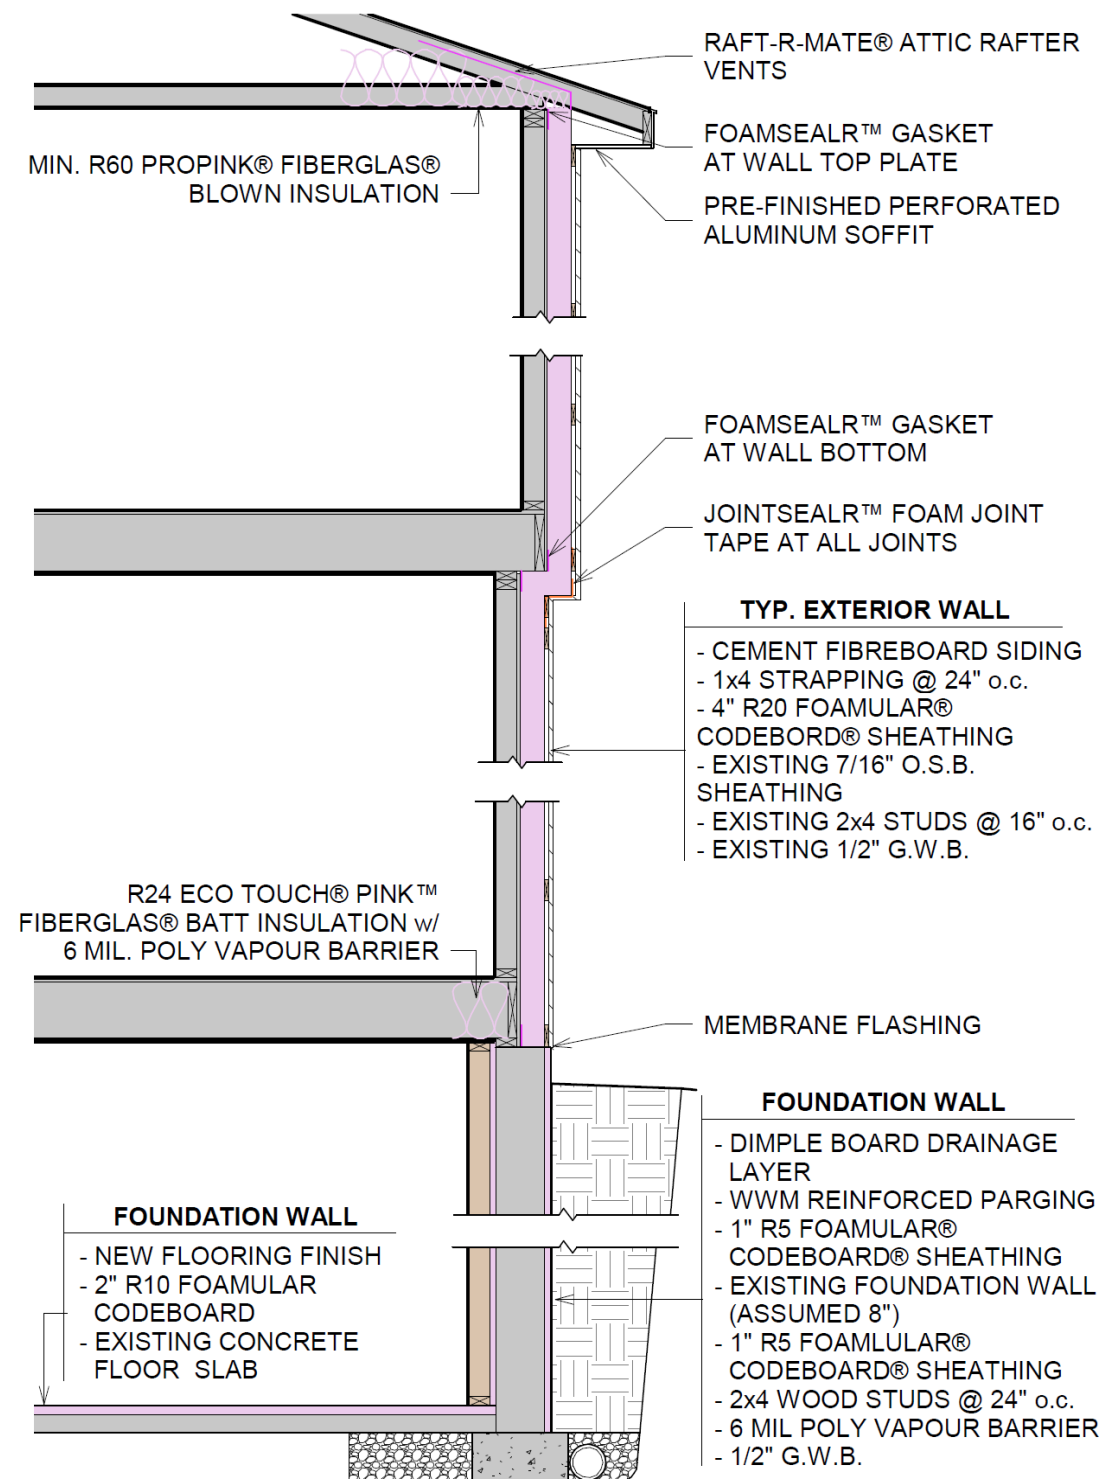 RAFT-R-MATE® ATTIC RAFTER
VENTS
FOAMSEALR™ GASKET
AT WALL TOP PLATE
MIN. R60 PROPINK® FIBERGLAS®
BLOWN INSULATION
PRE-FINISHED PERFORATED
ALUMINUM SOFFIT
FOAMSEALR™ GASKET
AT WALL BOTTOM
JOINTSEALR™ FOAM JOINT
TAPE AT ALL JOINTS
TYP. EXTERIOR WALL
- CEMENT FIBREBOARD SIDING
- 1x4 STRAPPING @ 24" o.c.
- 4" R20 FOAMULAR®
CODEBORD® SHEATHING
- EXISTING 7/16" O.S.B.
SHEATHING
- EXISTING 2x4 STUDS @ 16" o.c.
- EXISTING 1/2" G.W.B.
R24 ECO TOUCH® PINK™
FIBERGLAS® BATT INSULATION w/
6 MIL. POLY VAPOUR BARRIER
MEMBRANE FLASHING
FOUNDATION WALL
- DIMPLE BOARD DRAINAGE
LAYER
- WWM REINFORCED PARGING
- 1" R5 FOAMULAR®
CODEBOARD® SHEATHING
- EXISTING FOUNDATION WALL
(ASSUMED 8")
- 1" R5 FOAMLULAR®
CODEBOARD® SHEATHING
- 2x4 WOOD STUDS @ 24" o.c.
- 6 MIL POLY VAPOUR BARRIER
- 1/2" G.W.B.
FOUNDATION WALL
- NEW FLOORING FINISH
- 2" R10 FOAMULAR
CODEBOARD
- EXISTING CONCRETE
FLOOR SLAB